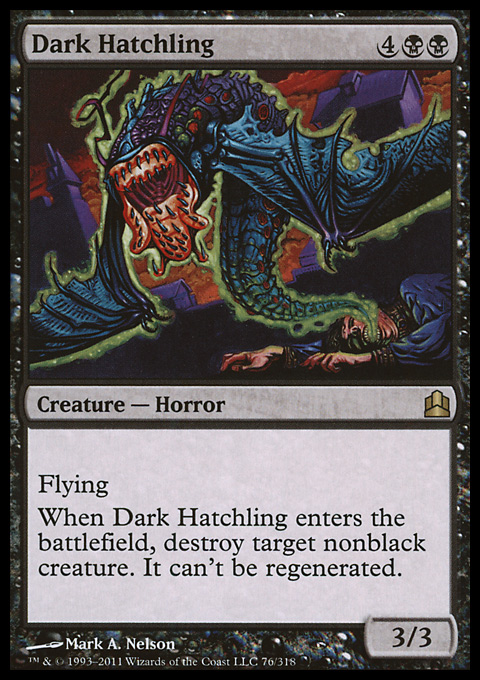 Dark Hatchling 4
Creature — Horror
Flying
When Dark Hatchling enters the
battlefield, destroy target nonblack
creature. It can't be regenerated.
3/3
Mark A. Nelson
™ & © 1993–2011 Wizards of the Coast LLC 76/318